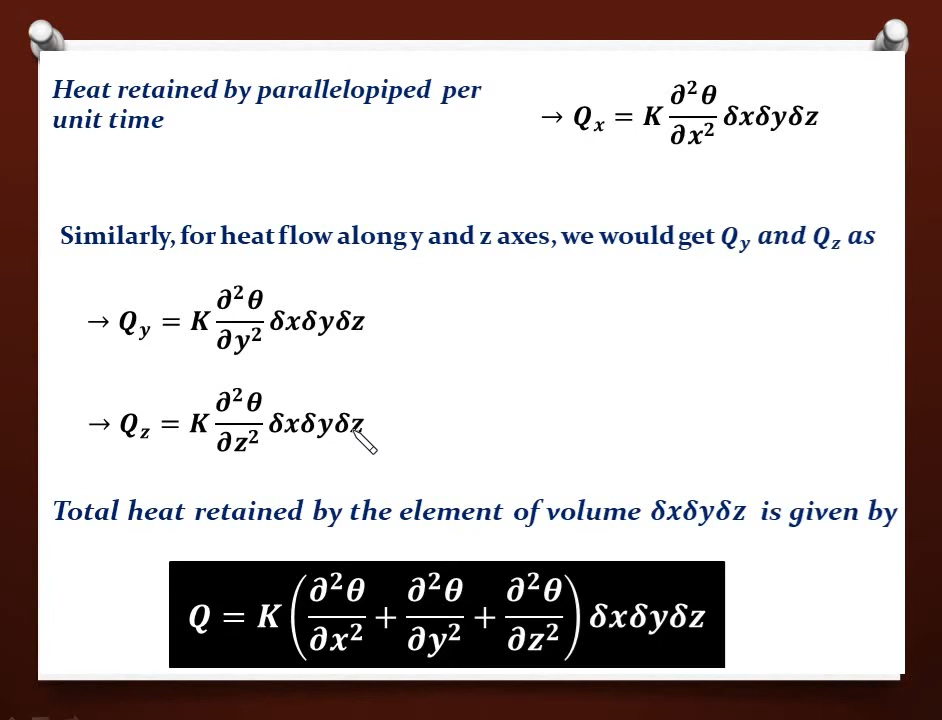 Heat retained by parallelopiped per
unit time
→ Qₓ = K ∂²θ/∂x² δxδyδz
Similarly, for heat flow along y and z axes, we would get Q_y and Q_z as
→ Q_y = K ∂²θ/∂y² δxδyδz
→ Q_z = K ∂²θ/∂z² δxδyδz
Total heat retained by the element of volume δxδyδz is given by
Q = K (∂²θ/∂x² + ∂²θ/∂y² + ∂²θ/∂z²) δxδyδz